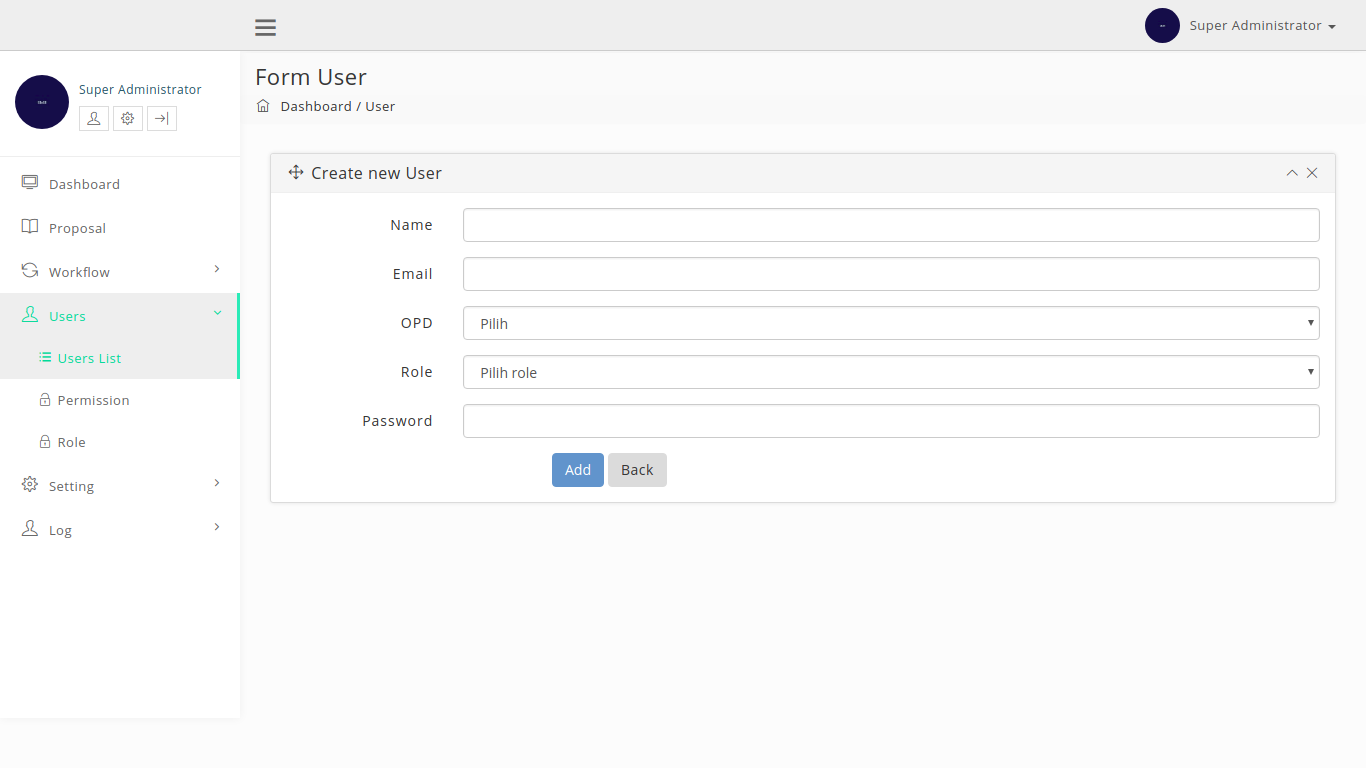 Super Administrator
Super Administrator
Form User
Dashboard / User
Dashboard
Proposal
Workflow
Users
Users List
Permission
Role
Setting
Log
Create new User
Name
Email
OPD
Pilih
Role
Pilih role
Password
Add
Back